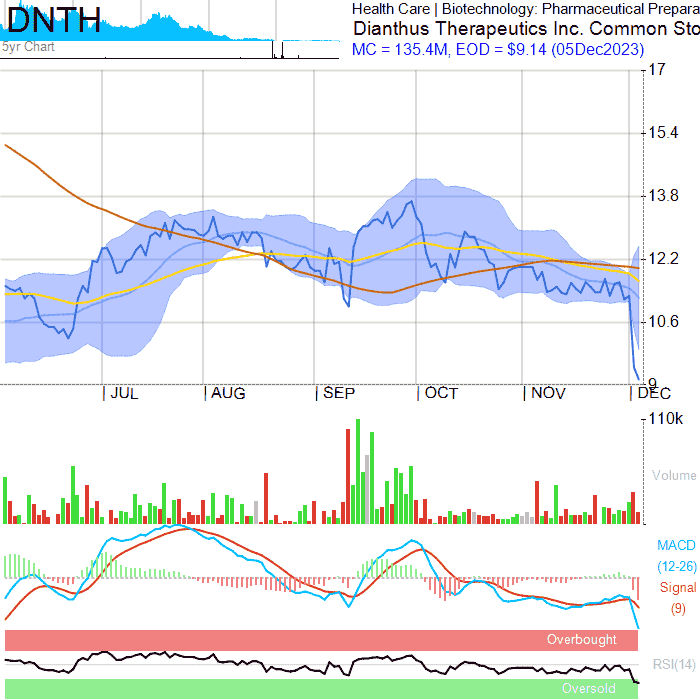 DNTH
5yr Chart
Health Care | Biotechnology: Pharmaceutical Prepara
Dianthus Therapeutics Inc. Common Sto
MC = 135.4M, EOD = $9.14 (05Dec2023)
17
15.4
13.8
12.2
10.6
9
JUL AUG SEP OCT NOV DEC
110k
Volume
MACD
(12-26)
Signal
(9)
Overbought
RSI(14)
Oversold